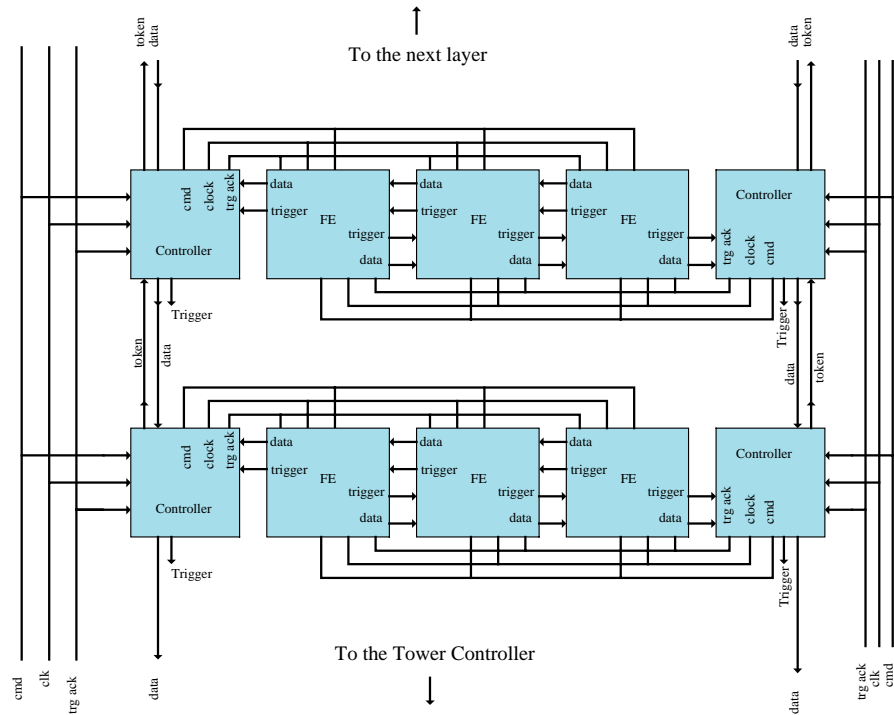 token
data
To the next layer
data
token
cmd
clock
trg ack
Controller
data
trigger
FE
trigger
data
data
trigger
FE
trigger
data
data
trigger
FE
trigger
data
Controller
trg ack
clock
cmd
Trigger
Trigger
token
data
data
token
cmd
clock
trg ack
Controller
data
trigger
FE
trigger
data
data
trigger
FE
trigger
data
data
trigger
FE
trigger
data
Controller
trg ack
clock
cmd
Trigger
Trigger
To the Tower Controller
cmd
clk
trg ack
data
data
trg ack
clk
cmd